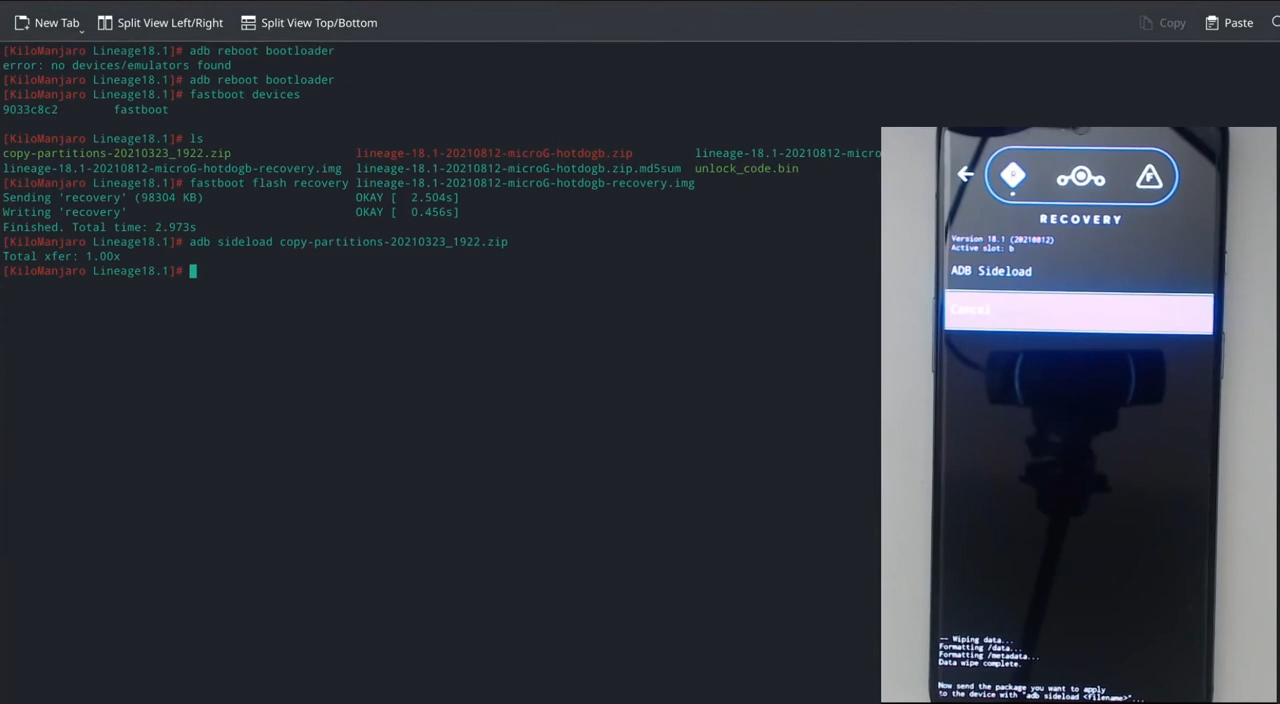 New Tab
Split View Left/Right
Split View Top/Bottom
Copy
Paste
[KiloManjaro Lineage18.1]# adb reboot bootloader
error: no devices/emulators found
[KiloManjaro Lineage18.1]# adb reboot bootloader
[KiloManjaro Lineage18.1]# fastboot devices
9033c8c2 fastboot
[KiloManjaro Lineage18.1]# ls
copy-partitions-20210323_1922.zip lineage-18.1-20210812-microG-hotdogb.zip lineage-18.1-20210812-micro
lineage-18.1-20210812-microG-hotdogb-recovery.img lineage-18.1-20210812-microG-hotdogb.zip.md5sum unlock_code.bin
[KiloManjaro Lineage18.1]# fastboot flash recovery lineage-18.1-20210812-microG-hotdogb-recovery.img
Sending 'recovery' (98304 KB) OKAY [ 2.504s]
Writing 'recovery' OKAY [ 0.456s]
Finished. Total time: 2.973s
[KiloManjaro Lineage18.1]# adb sideload copy-partitions-20210323_1922.zip
Total xfer: 1.00x
[KiloManjaro Lineage18.1]#
R
F
RECOVERY
Version 18.1 (20210812)
Active slot: b
ADB Sideload
Cancel
-- Wiping data...
Formatting /data...
Formatting /metadata...
Data wipe complete.
Now send the package you want to apply
to the device with "adb sideload <filename>"...